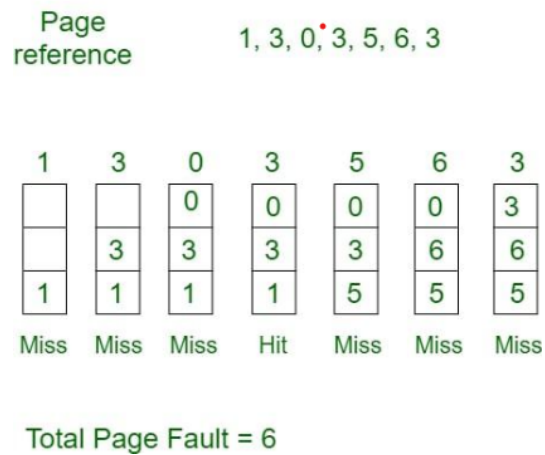 Page
reference
1, 3, 0, 3, 5, 6, 3
1 3 0 3 5 6 3
0 0 0 0 3
3 3 3 3 6 6
1 1 1 1 5 5 5
Miss Miss Miss Hit Miss Miss Miss
Total Page Fault = 6